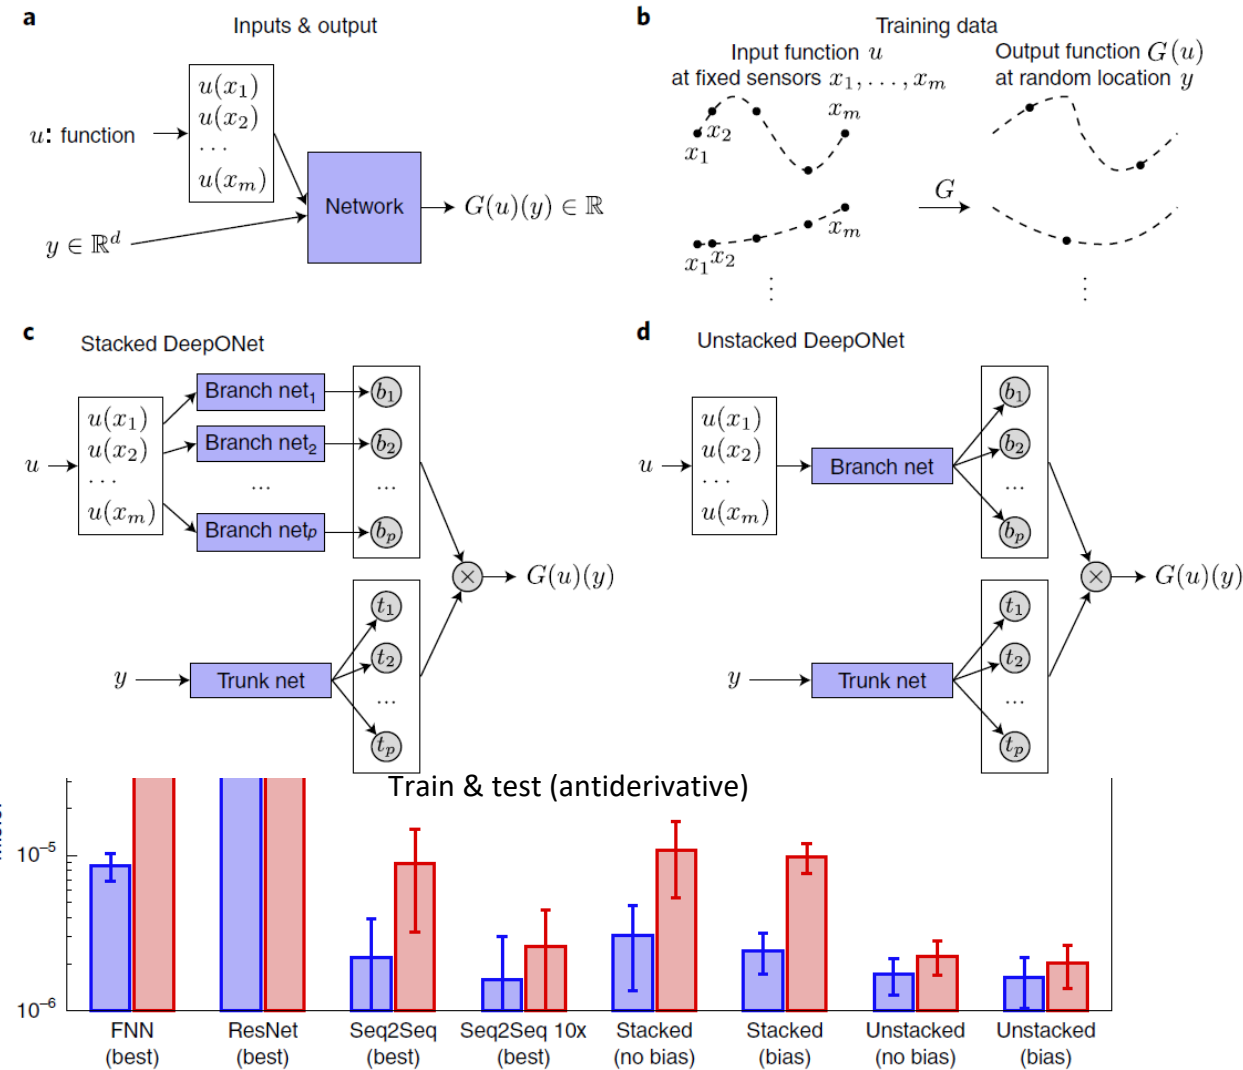 a
Inputs & output
u: function
u(x₁)
u(x₂)
. . .
u(xₘ)
y ∈ ℝᵈ
Network
G(u)(y) ∈ ℝ
b
Training data
Input function u
at fixed sensors x₁, . . . , xₘ
Output function G(u)
at random location y
x₁
x₂
xₘ
G
x₁
x₂
xₘ
⋮
⋮
c
Stacked DeepONet
u
u(x₁)
u(x₂)
. . .
u(xₘ)
Branch net₁
Branch net₂
...
Branch netₚ
b₁
b₂
...
bₚ
y
Trunk net
t₁
t₂
...
tₚ
×
G(u)(y)
d
Unstacked DeepONet
u
u(x₁)
u(x₂)
. . .
u(xₘ)
Branch net
b₁
b₂
...
bₚ
y
Trunk net
t₁
t₂
...
tₚ
×
G(u)(y)
Train & test (antiderivative)
10⁻⁵
10⁻⁶
FNN
(best)
ResNet
(best)
Seq2Seq
(best)
Seq2Seq 10x
(best)
Stacked
(no bias)
Stacked
(bias)
Unstacked
(no bias)
Unstacked
(bias)